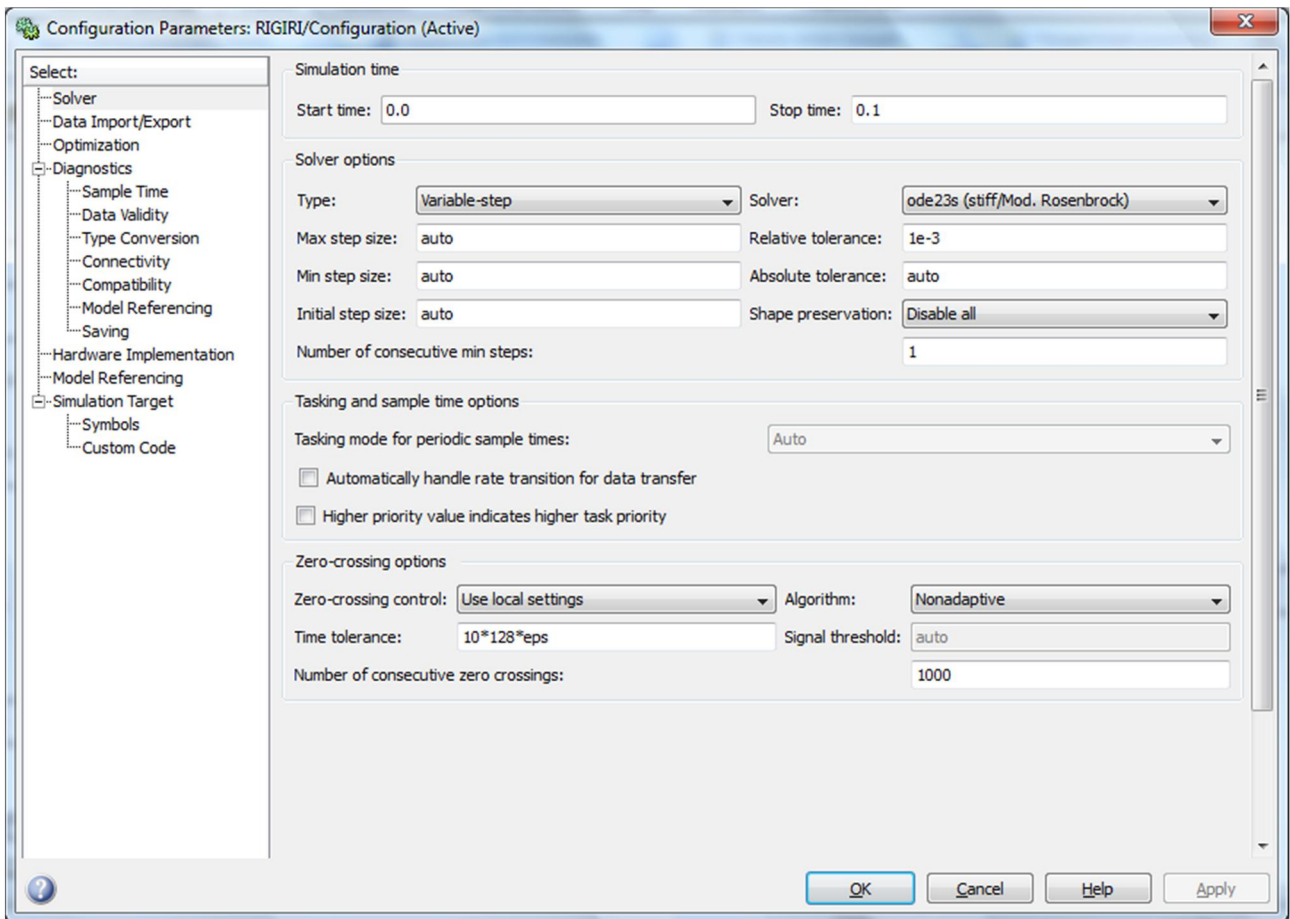 Configuration Parameters: RIGIRI/Configuration (Active)
Select:
Solver
Data Import/Export
Optimization
Diagnostics
Sample Time
Data Validity
Type Conversion
Connectivity
Compatibility
Model Referencing
Saving
Hardware Implementation
Model Referencing
Simulation Target
Symbols
Custom Code
Simulation time
Start time: 0.0 Stop time: 0.1
Solver options
Type: Variable-step Solver: ode23s (stiff/Mod. Rosenbrock)
Max step size: auto Relative tolerance: 1e-3
Min step size: auto Absolute tolerance: auto
Initial step size: auto Shape preservation: Disable all
Number of consecutive min steps: 1
Tasking and sample time options
Tasking mode for periodic sample times: Auto
Automatically handle rate transition for data transfer
Higher priority value indicates higher task priority
Zero-crossing options
Zero-crossing control: Use local settings Algorithm: Nonadaptive
Time tolerance: 10*128*eps Signal threshold: auto
Number of consecutive zero crossings: 1000
OK Cancel Help Apply